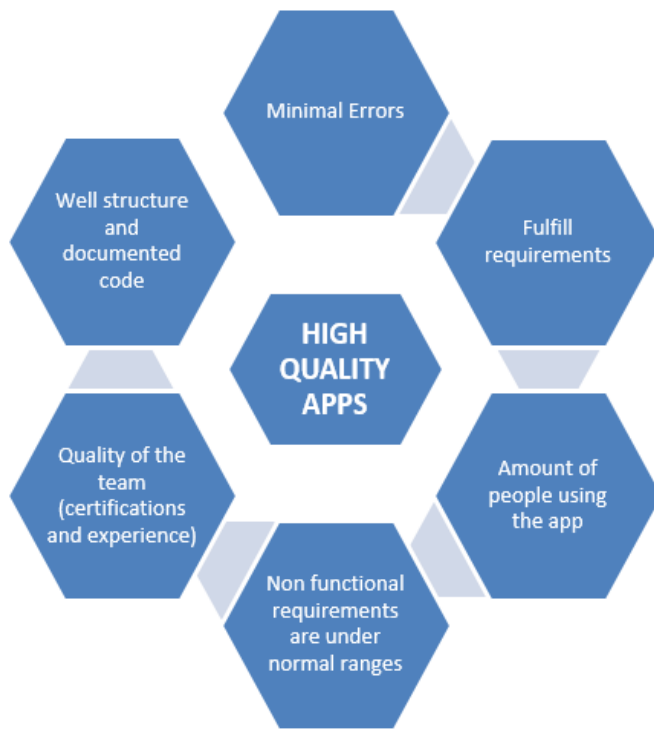 Minimal Errors
Fulfill
requirements
Amount of
people using
the app
Non functional
requirements
are under
normal ranges
Quality of the
team
(certifications
and experience)
Well structure
and
documented
code
HIGH
QUALITY
APPS